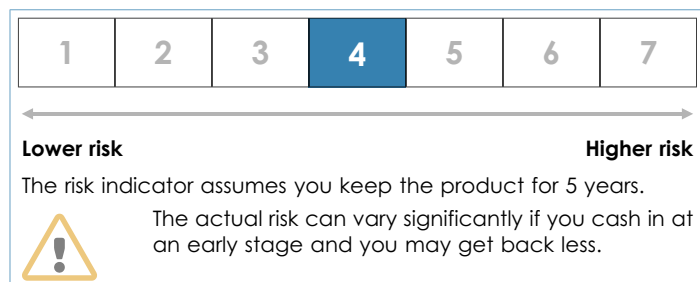 1 2 3 4 5 6 7
Lower risk Higher risk
The risk indicator assumes you keep the product for 5 years.
The actual risk can vary significantly if you cash in at
an early stage and you may get back less.